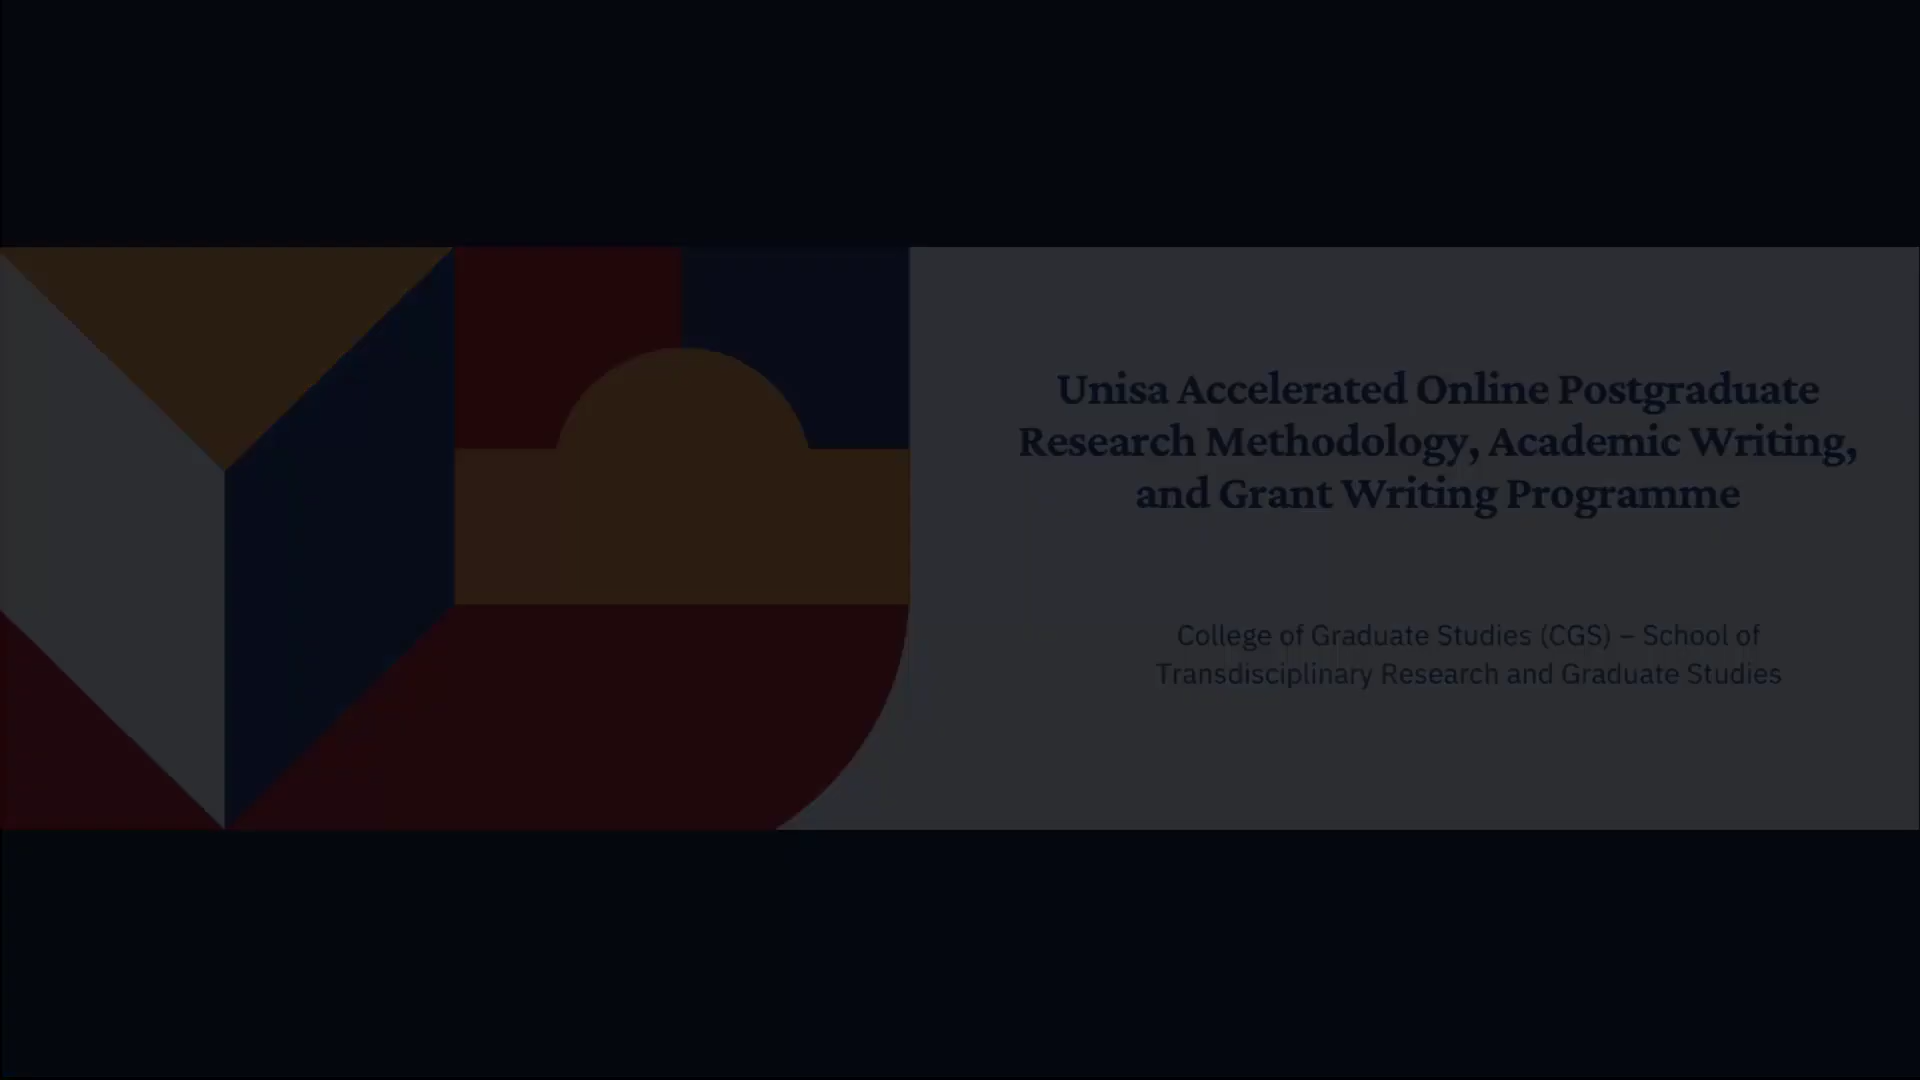 Unisa Accelerated Online Postgraduate
Research Methodology, Academic Writing,
and Grant Writing Programme
College of Graduate Studies (CGS) – School of
Transdisciplinary Research and Graduate Studies